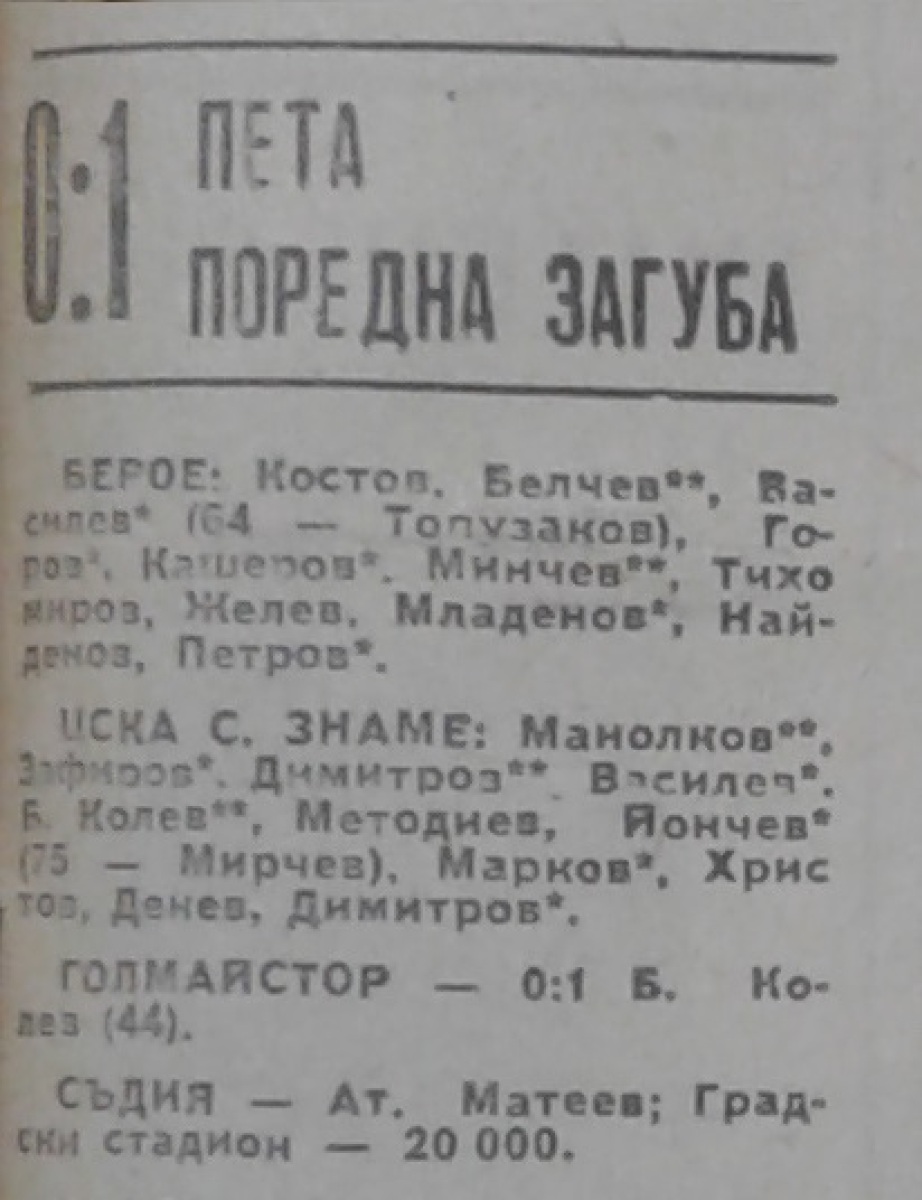 0:1 ПЕТА
ПОРЕДНА ЗАГУБА
БЕРОЕ: Костов, Белчев**, Ва-
силев* (64 — Топузаков), Го-
ров*, Кашеров*, Минчев**, Тихо
миров, Желев, Младенов*, Най-
денов, Петров*.
ЦСКА С. ЗНАМЕ: Манолков**,
Зафиров*, Димитров**, Василев*,
Б. Колев**, Методиев, Йончев*
(75 — Мирчев), Марков*, Хрис
тов, Денев, Димитров*.
ГОЛМАЙСТОР — 0:1 Б. Ко-
лев (44).
СЪДИЯ — Ат. Матеев; Град-
ски стадион — 20 000.